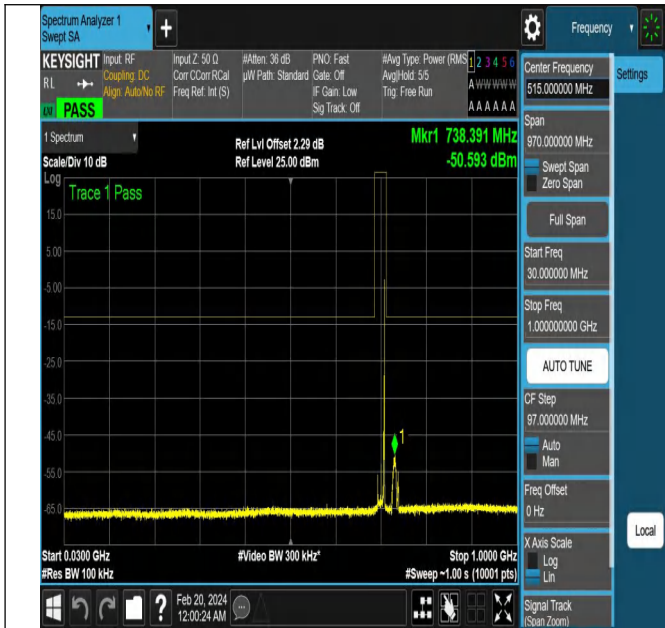 Spectrum Analyzer 1
Swept SA
+
Frequency
KEYSIGHT
RL
PASS
Input: RF
Coupling: DC
Align: Auto/No RF
Input Z: 50 Ω
Corr CCorr RCal
Freq Ref: Int (S)
#Atten: 36 dB
µW Path: Standard
PNO: Fast
Gate: Off
IF Gain: Low
Sig Track: Off
#Avg Type: Power (RMS
Avg|Hold: 5/5
Trig: Free Run
1 2 3 4 5 6
A W W W W W
A A A A A A
Center Frequency
515.000000 MHz
Settings
Span
970.000000 MHz
Swept Span
Zero Span
Full Span
Start Freq
30.000000 MHz
Stop Freq
1.000000000 GHz
AUTO TUNE
CF Step
97.000000 MHz
Auto
Man
Freq Offset
0 Hz
X Axis Scale
Log
Lin
Local
Signal Track
(Span Zoom)
1 Spectrum
Scale/Div 10 dB
Ref Lvl Offset 2.29 dB
Ref Level 25.00 dBm
Mkr1 738.391 MHz
-50.593 dBm
Log
Trace 1 Pass
15.0
5.00
-5.00
-15.0
-25.0
-35.0
-45.0
-55.0
-65.0
1
Start 0.0300 GHz
#Res BW 100 kHz
#Video BW 300 kHz*
Stop 1.0000 GHz
#Sweep ~1.00 s (10001 pts)
?
Feb 20, 2024
12:00:24 AM